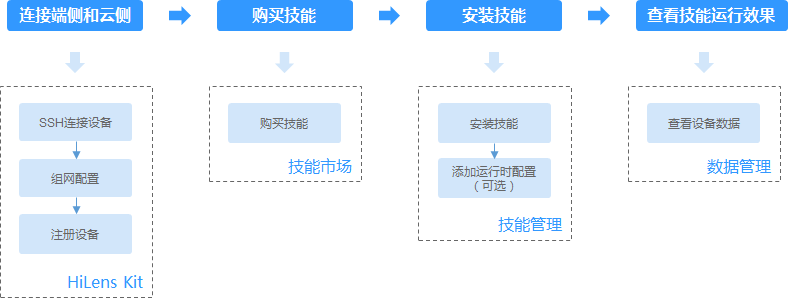 连接端侧和云侧
购买技能
安装技能
查看技能运行效果
SSH连接设备
组网配置
注册设备
HiLens Kit
购买技能
技能市场
安装技能
添加运行时配置
（可选）
技能管理
查看设备数据
数据管理